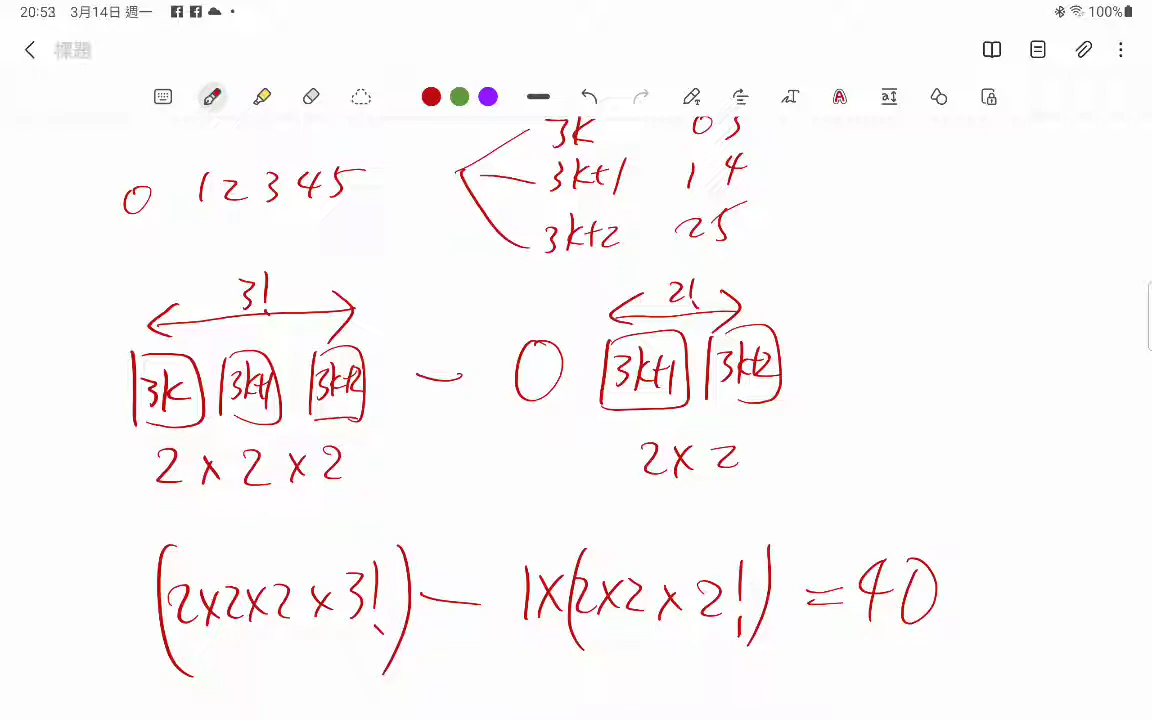 20:53 3月14日 週一 100%
標題
3k 0 3
0 1 2 3 4 5 3k+1 1 4
3k+2 2 5
3! 2!
3k 3k+1 3k+2 - 0 3k+1 3k+2
2 × 2 × 2 2 × 2
(2×2×2×3!) - 1×(2×2×2!) = 40